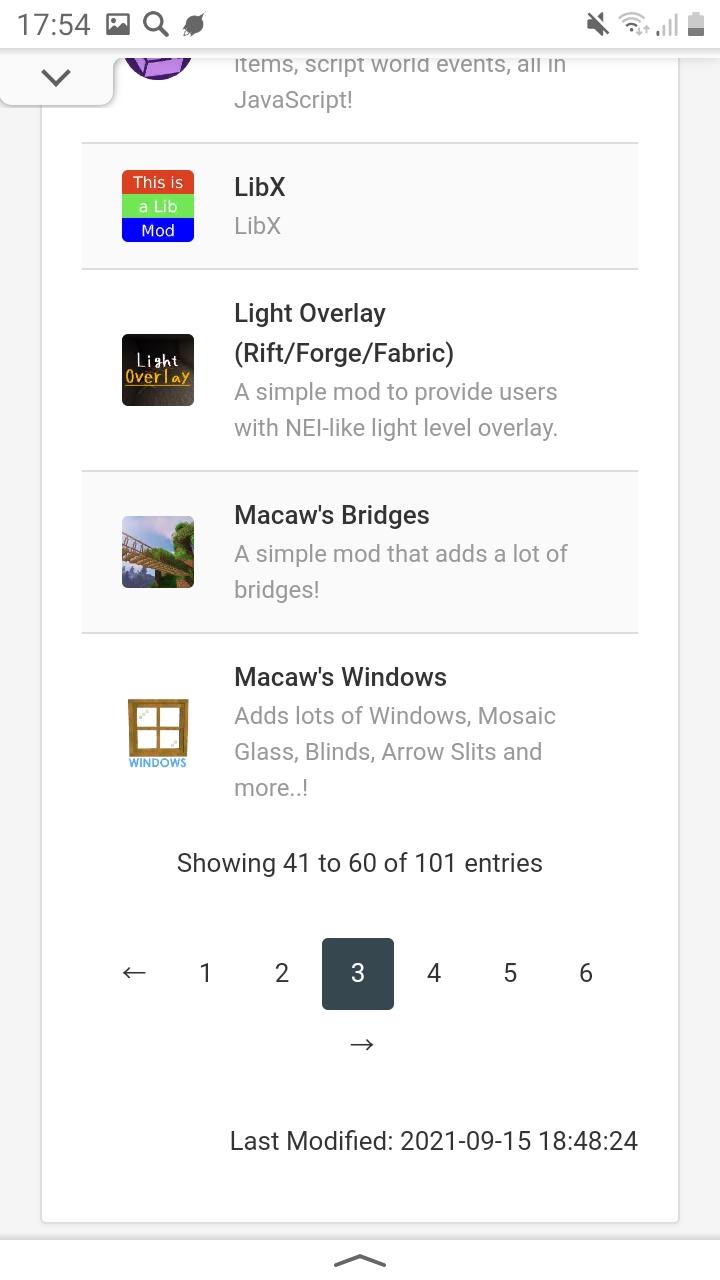 17:54
items, script world events, all in
JavaScript!
This is
a Lib
Mod
LibX
LibX
Light
Overlay
Light Overlay
(Rift/Forge/Fabric)
A simple mod to provide users
with NEI-like light level overlay.
Macaw's Bridges
A simple mod that adds a lot of
bridges!
WINDOWS
Macaw's Windows
Adds lots of Windows, Mosaic
Glass, Blinds, Arrow Slits and
more..!
Showing 41 to 60 of 101 entries
← 1 2 3 4 5 6
→
Last Modified: 2021-09-15 18:48:24